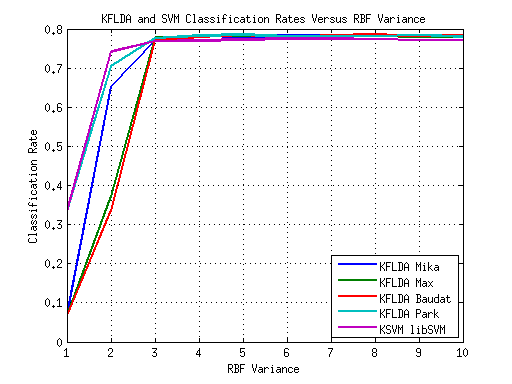 KFLDA and SVM Classification Rates Versus RBF Variance
Classification Rate
0.8
0.7
0.6
0.5
0.4
0.3
0.2
0.1
0
1 2 3 4 5 6 7 8 9 10
RBF Variance
KFLDA Mika
KFLDA Max
KFLDA Baudat
KFLDA Park
KSVM libSVM